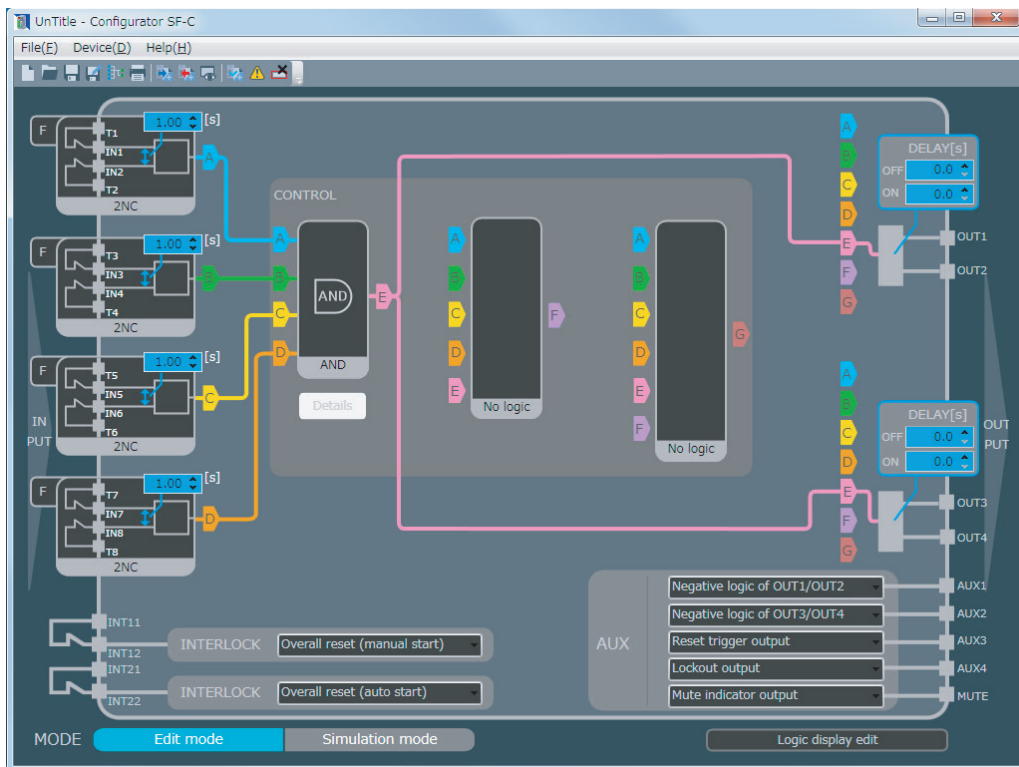 UnTitle - Configurator SF-C
File(F) Device(D) Help(H)
F
1.00
[s]
T1
IN1
IN2
T2
2NC
A
F
1.00
[s]
T3
IN3
IN4
T4
2NC
B
F
1.00
[s]
T5
IN5
IN6
T6
2NC
C
F
1.00
[s]
T7
IN7
IN8
T8
2NC
D
IN
PUT
CONTROL
A
B
C
D
AND
AND
E
Details
A
B
C
D
E
No logic
F
A
B
C
D
E
F
No logic
G
A
B
C
D
E
F
G
DELAY[s]
OFF 0.0
ON 0.0
OUT1
OUT2
A
B
C
D
E
F
G
DELAY[s]
OFF 0.0
ON 0.0
OUT3
OUT4
OUT
PUT
INT11
INT12
INTERLOCK Overall reset (manual start)
INT21
INT22
INTERLOCK Overall reset (auto start)
AUX
Negative logic of OUT1/OUT2 AUX1
Negative logic of OUT3/OUT4 AUX2
Reset trigger output AUX3
Lockout output AUX4
Mute indicator output MUTE
MODE Edit mode Simulation mode Logic display edit